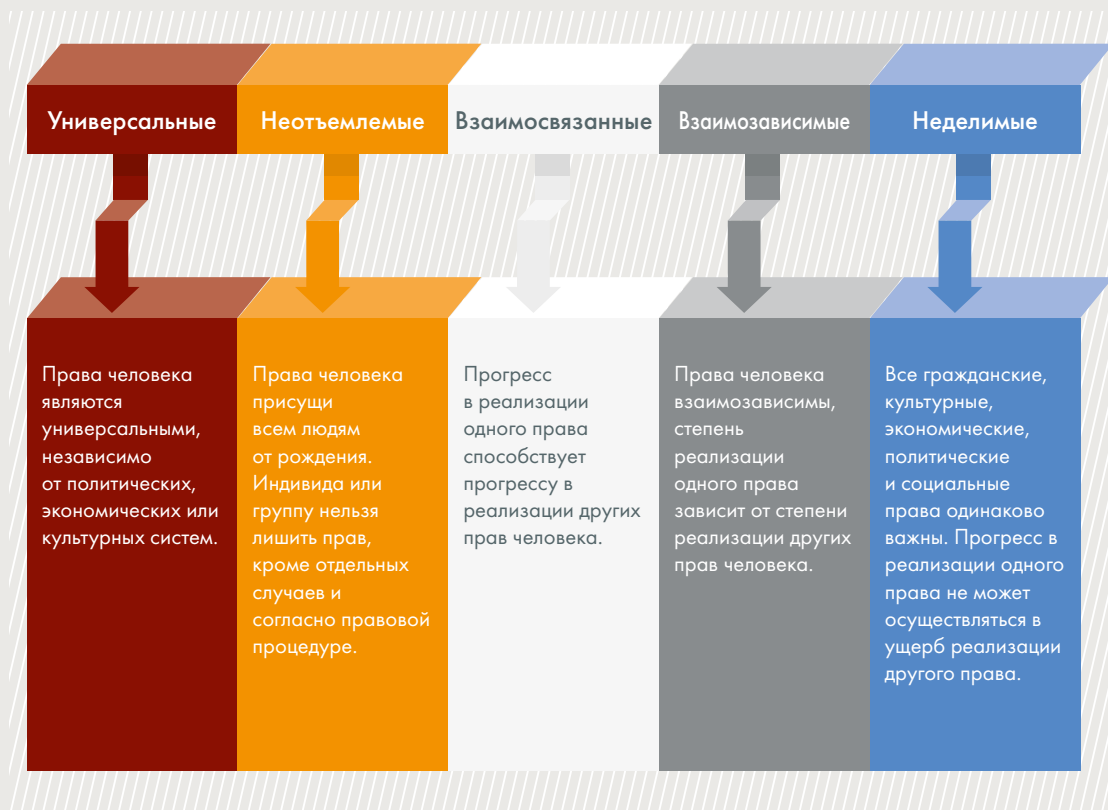 Универсальные
Неотъемлемые
Взаимосвязанные
Взаимозависимые
Неделимые
Права человека
являются
универсальными,
независимо
от политических,
экономических или
культурных систем.
Права человека
присущи
всем людям
от рождения.
Индивида или
группу нельзя
лишить прав,
кроме отдельных
случаев и
согласно правовой
процедуре.
Прогресс
в реализации
одного права
способствует
прогрессу в
реализации других
прав человека.
Права человека
взаимозависимы,
степень
реализации
одного права
зависит от степени
реализации других
прав человека.
Все гражданские,
культурные,
экономические,
политические
и социальные
права одинаково
важны. Прогресс в
реализации одного
права не может
осуществляться в
ущерб реализации
другого права.